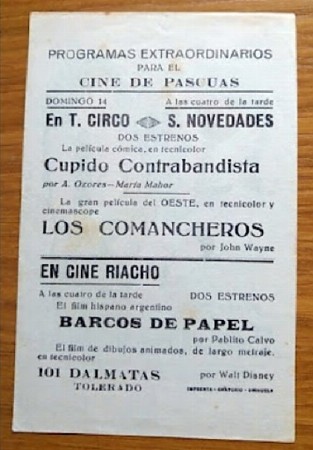 PROGRAMAS EXTRAORDINARIOS
PARA EL
CINE DE PASCUAS
DOMINGO 14 A las cuatro de la tarde
En T. CIRCO S. NOVEDADES
DOS ESTRENOS
La película cómica, en tecnicolor
Cupido Contrabandista
por A. Ozores—María Mahor
La gran película del OESTE, en tecnicolor y
cinemascope
LOS COMANCHEROS
por John Wayne
EN CINE RIACHO
A las cuatro de la tarde DOS ESTRENOS
El film hispano argentino
BARCOS DE PAPEL
por Pablito Calvo
El film de dibujos animados, de largo metraje,
en tecnicolor
101 DALMATAS por Walt Disney
TOLERADO
IMPRENTA